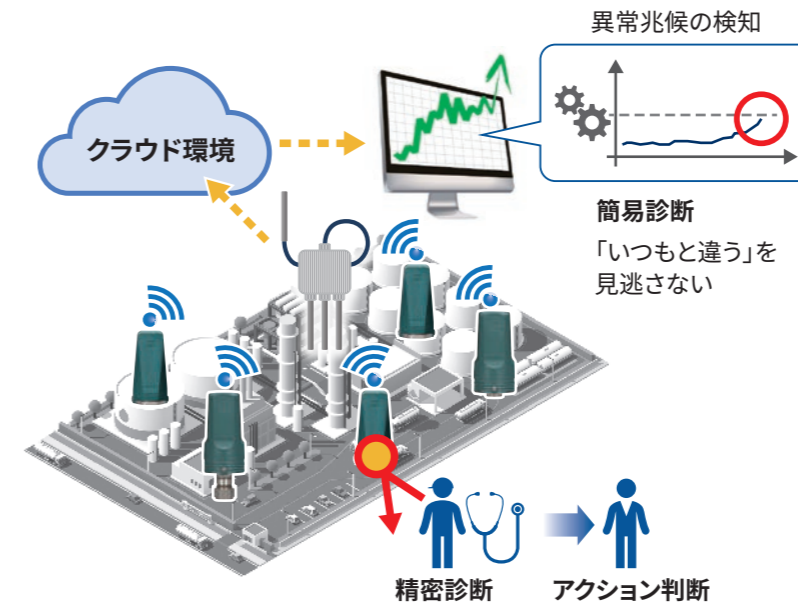 異常兆候の検知
クラウド環境
簡易診断
「いつもと違う」を
見逃さない
精密診断
アクション判断